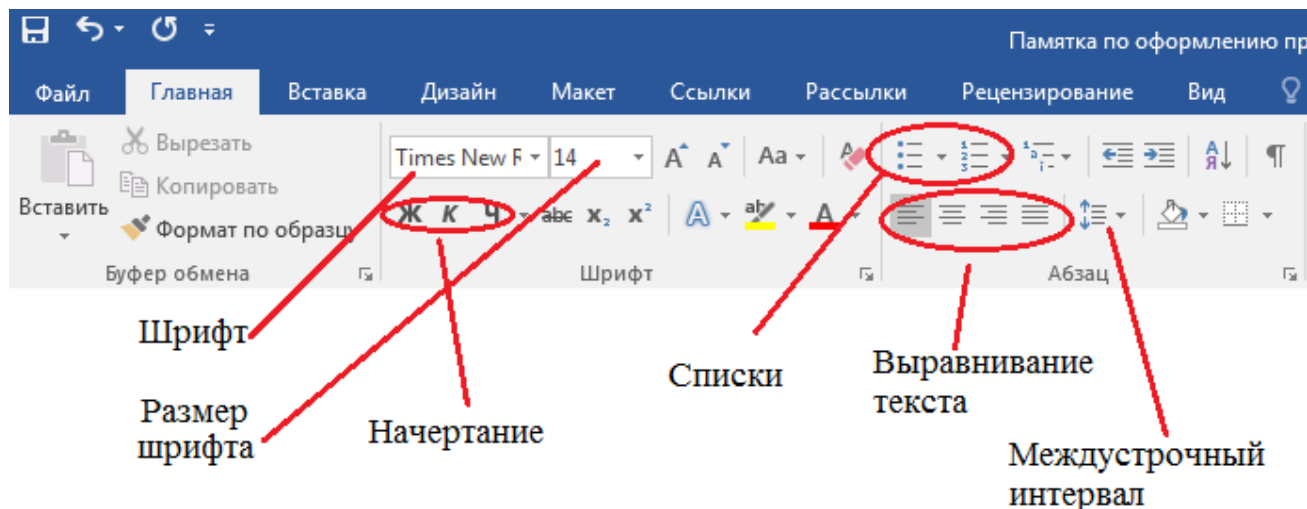 Памятка по оформлению пр
Файл Главная Вставка Дизайн Макет Ссылки Рассылки Рецензирование Вид
Вырезать
Times New R 14 Aa
Копировать
Вставить
Ж К Ч abc x₂ x² A
Формат по образцу
Буфер обмена Шрифт Абзац
Шрифт
Списки
Выравнивание
текста
Размер
шрифта
Начертание
Междустрочный
интервал